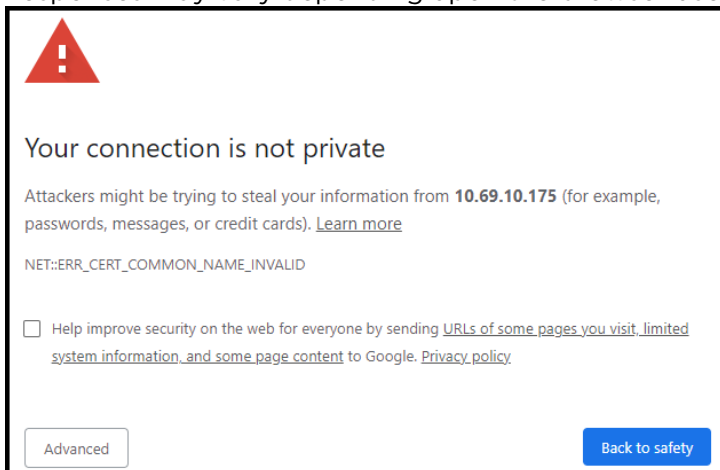 !
Your connection is not private
Attackers might be trying to steal your information from 10.69.10.175 (for example,
passwords, messages, or credit cards). Learn more
NET::ERR_CERT_COMMON_NAME_INVALID
Help improve security on the web for everyone by sending URLs of some pages you visit, limited
system information, and some page content to Google. Privacy policy
Advanced
Back to safety